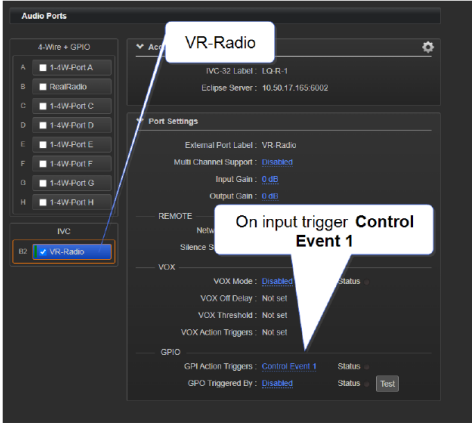 Audio Ports
VR-Radio
4-Wire + GPIO
A 1-4W-Port A
B RealRadio
C 1-4W-Port C
D 1-4W-Port D
E 1-4W-Port E
F 1-4W-Port F
G 1-4W-Port G
H 1-4W-Port H
IVC
B2 VR-Radio
IVC-32 Label : LQ-R-1
Eclipse Server : 10.50.17.165:6002
Port Settings
External Port Label : VR-Radio
Multi Channel Support : Disabled
Input Gain : 0 dB
Output Gain : 0 dB
REMOTE
On input trigger Control
Event 1
VOX
VOX Mode : Disabled Status
VOX Off Delay : Not set
VOX Threshold : Not set
VOX Action Triggers : Not set
GPIO
GPI Action Triggers : Control Event 1 Status
GPO Triggered By : Disabled Status Test